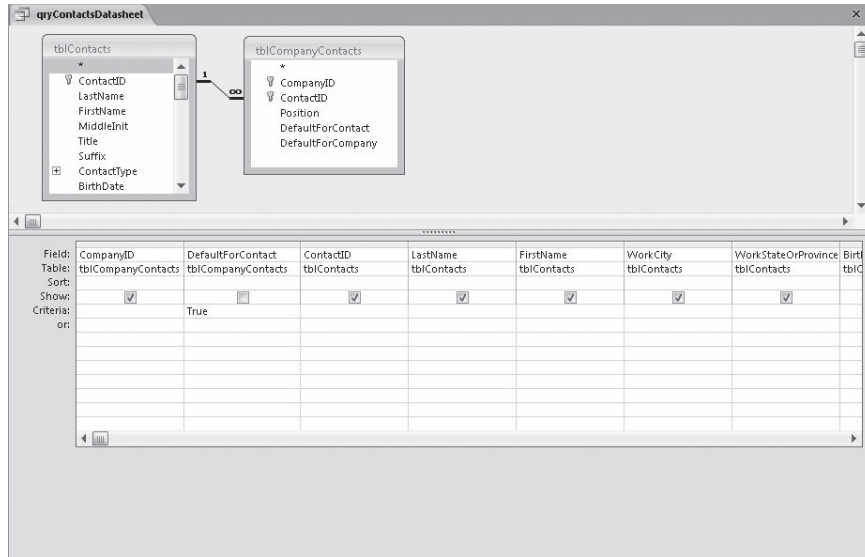 qryContactsDatasheet
tblContacts
*
ContactID
LastName
FirstName
MiddleInit
Title
Suffix
ContactType
BirthDate
1
∞
tblCompanyContacts
*
CompanyID
ContactID
Position
DefaultForContact
DefaultForCompany
Field: CompanyID DefaultForContact ContactID LastName FirstName WorkCity WorkStateOrProvince
Table: tblCompanyContacts tblCompanyContacts tblContacts tblContacts tblContacts tblContacts tblContacts
Sort:
Show:
Criteria: True
or: